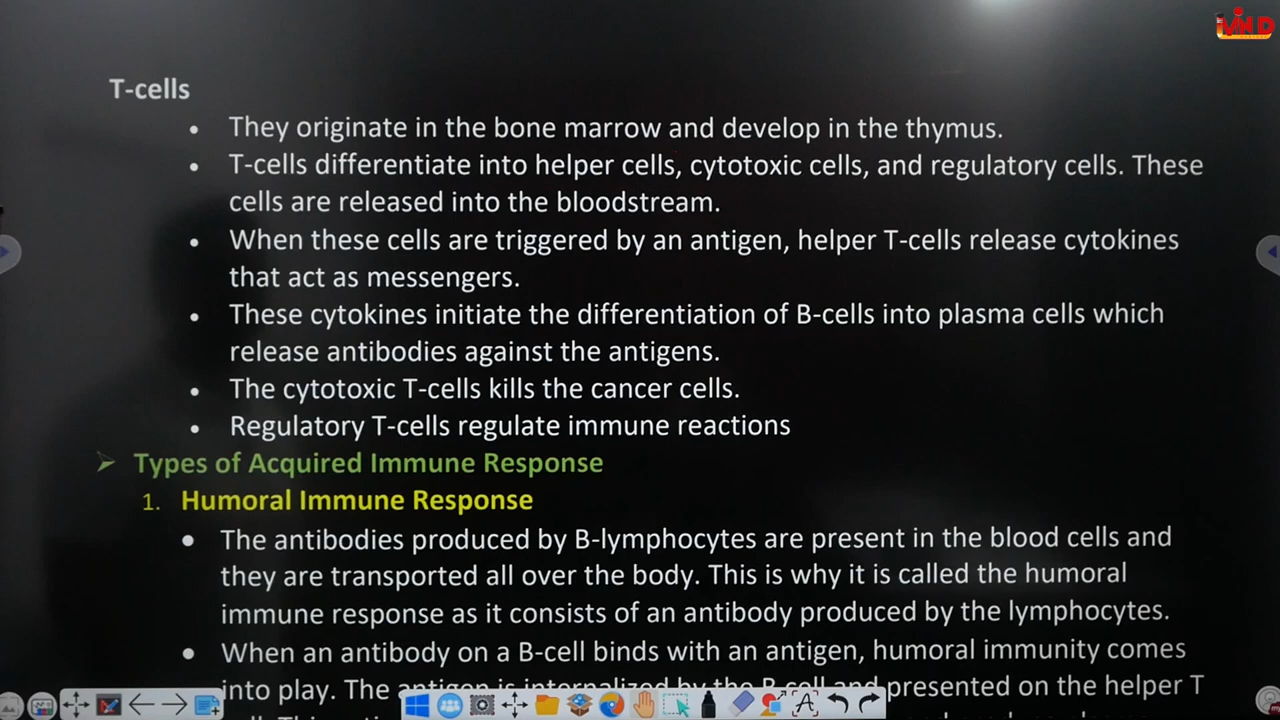 T-cells
• They originate in the bone marrow and develop in the thymus.
• T-cells differentiate into helper cells, cytotoxic cells, and regulatory cells. These
cells are released into the bloodstream.
• When these cells are triggered by an antigen, helper T-cells release cytokines
that act as messengers.
• These cytokines initiate the differentiation of B-cells into plasma cells which
release antibodies against the antigens.
• The cytotoxic T-cells kills the cancer cells.
• Regulatory T-cells regulate immune reactions
➢ Types of Acquired Immune Response
1. Humoral Immune Response
• The antibodies produced by B-lymphocytes are present in the blood cells and
they are transported all over the body. This is why it is called the humoral
immune response as it consists of an antibody produced by the lymphocytes.
• When an antibody on a B-cell binds with an antigen, humoral immunity comes
into play. The antigen is internalized by the B cell and presented on the helper T